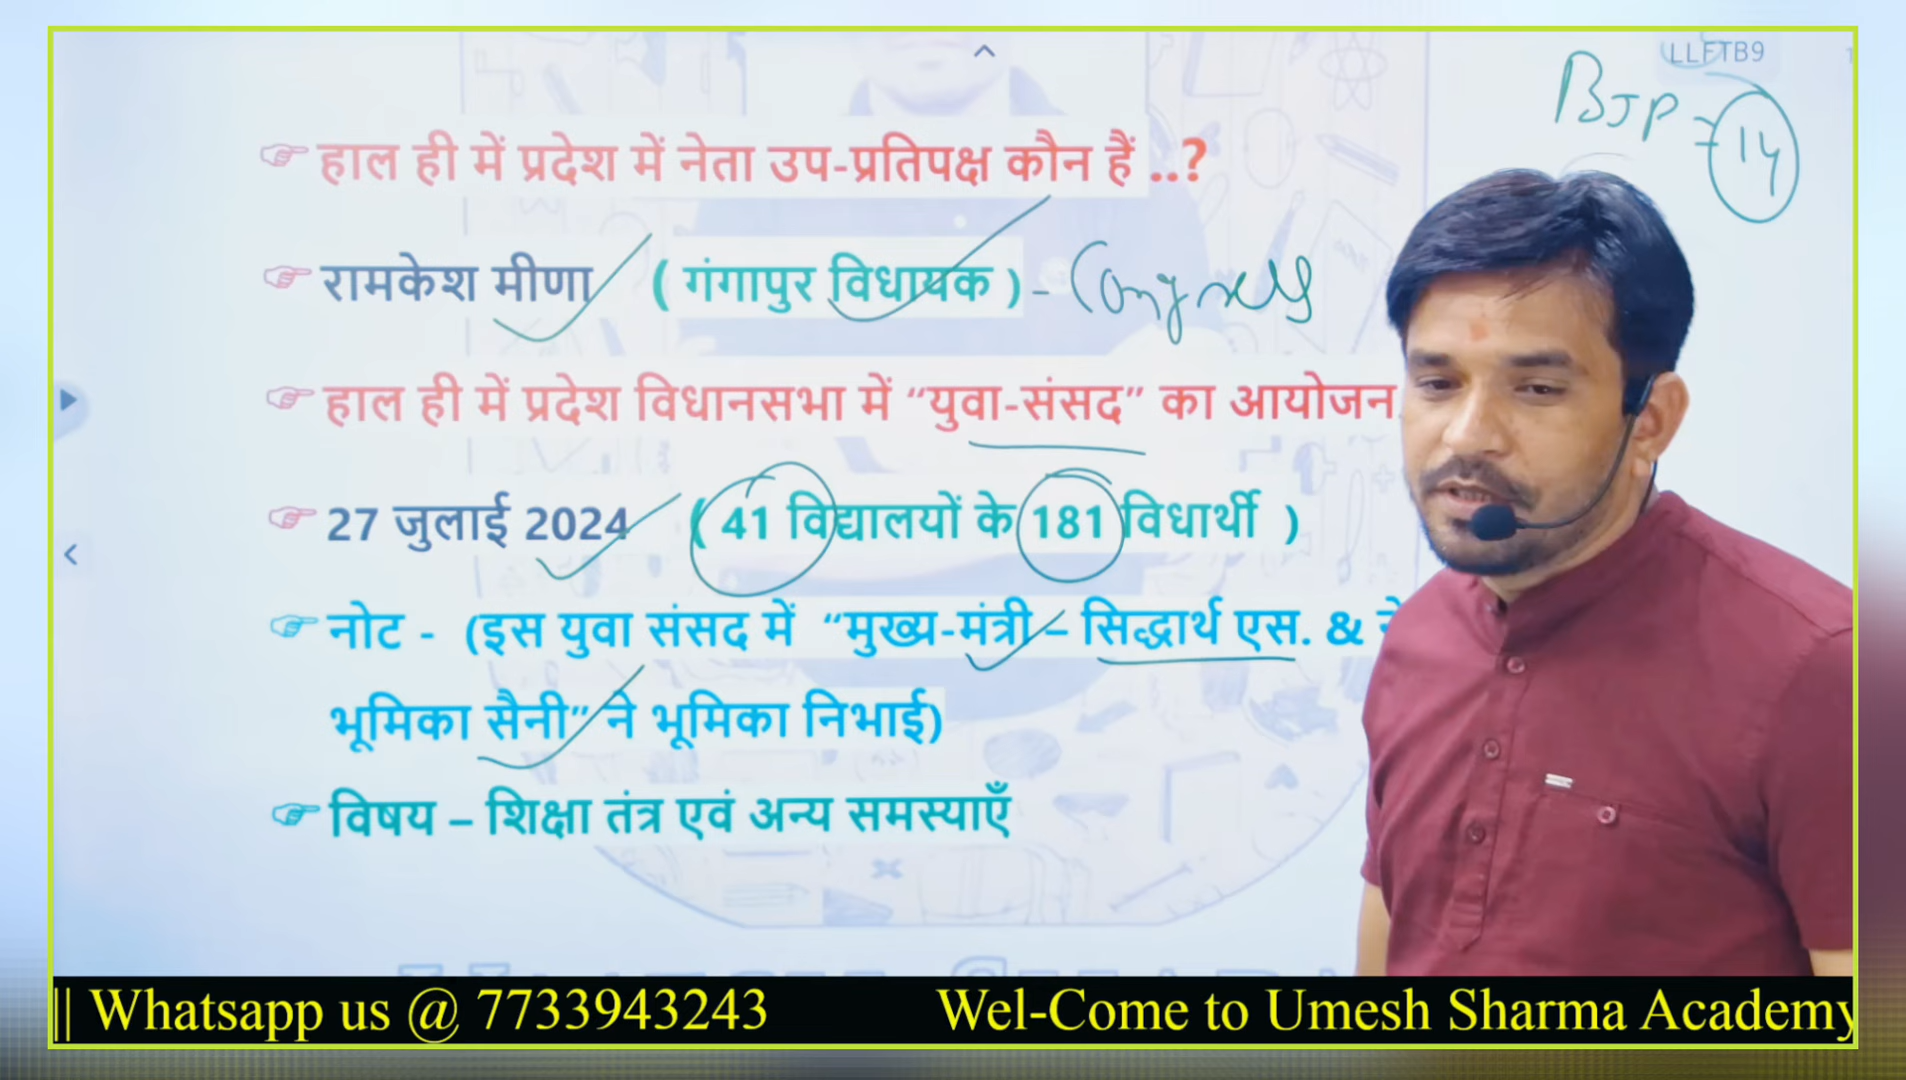 LLFTB9
BJP = 14
हाल ही में प्रदेश में नेता उप-प्रतिपक्ष कौन हैं ..?
रामकेश मीणा ( गंगापुर विधायक ) - Congress
हाल ही में प्रदेश विधानसभा में “युवा-संसद” का आयोजन
27 जुलाई 2024 ( 41 विद्यालयों के 181 विधार्थी )
नोट - (इस युवा संसद में “मुख्य-मंत्री – सिद्धार्थ एस. &
भूमिका सैनी” ने भूमिका निभाई)
विषय – शिक्षा तंत्र एवं अन्य समस्याएँ
|| Whatsapp us @ 7733943243 Wel-Come to Umesh Sharma Academy